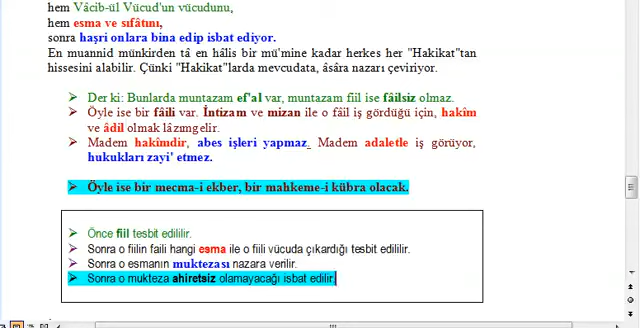 hem Vâcib-ül Vücud'un vücudunu,
hem esma ve sıfâtını,
sonra haşri onlara bina edip isbat ediyor.
En muannid münkirden tâ en hâlis bir mü'mine kadar herkes her "Hakikat"tan
hissesini alabilir. Çünki "Hakikat"larda mevcudata, âsâra nazarı çeviriyor.
Der ki: Bunlarda muntazam ef'al var, muntazam fiil ise fâilsiz olmaz.
Öyle ise bir fâili var. İntizam ve mizan ile o fâil iş gördüğü için, hakîm
ve âdil olmak lâzımgelir.
Madem hakîmdir, abes işleri yapmaz. Madem adaletle iş görüyor,
hukukları zayi' etmez.
Öyle ise bir mecma-i ekber, bir mahkeme-i kübra olacak.
Önce fiil tesbit edililir.
Sonra o fiilin faili hangi esma ile o fiili vücuda çıkardığı tesbit edililir.
Sonra o esmanın muktezası nazara verilir.
Sonra o mukteza ahiretsiz olamayacağı isbat edilir.